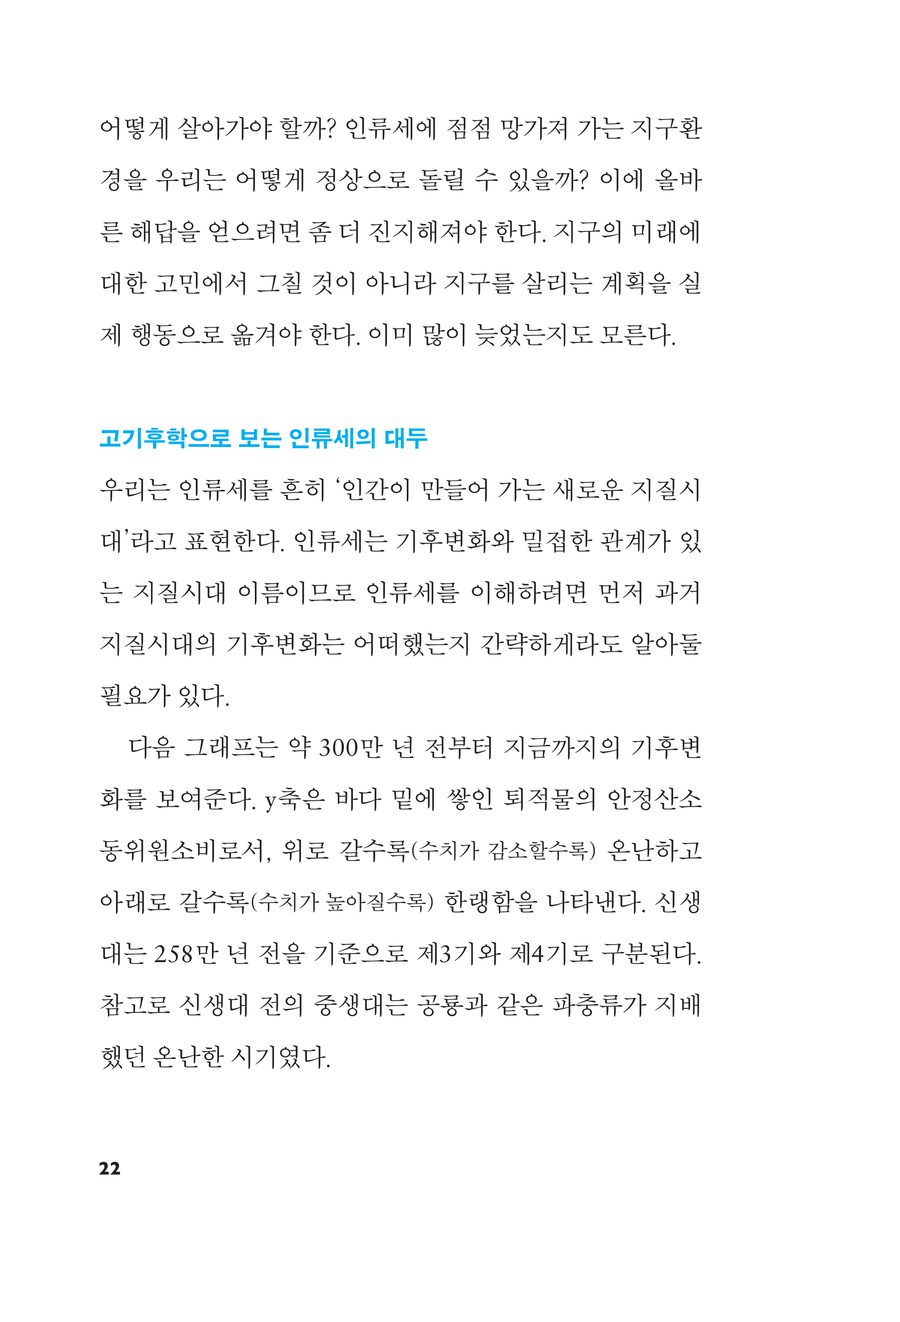 어떻게 살아가야 할까? 인류세에 점점 망가져 가는 지구환
경을 우리는 어떻게 정상으로 돌릴 수 있을까? 이에 올바
른 해답을 얻으려면 좀 더 진지해져야 한다. 지구의 미래에
대한 고민에서 그칠 것이 아니라 지구를 살리는 계획을 실
제 행동으로 옮겨야 한다. 이미 많이 늦었는지도 모른다.
고기후학으로 보는 인류세의 대두
우리는 인류세를 흔히 ‘인간이 만들어 가는 새로운 지질시
대’라고 표현한다. 인류세는 기후변화와 밀접한 관계가 있
는 지질시대 이름이므로 인류세를 이해하려면 먼저 과거
지질시대의 기후변화는 어떠했는지 간략하게라도 알아둘
필요가 있다.
다음 그래프는 약 300만 년 전부터 지금까지의 기후변
화를 보여준다. y축은 바다 밑에 쌓인 퇴적물의 안정산소
동위원소비로서, 위로 갈수록(수치가 감소할수록) 온난하고
아래로 갈수록(수치가 높아질수록) 한랭함을 나타낸다. 신생
대는 258만 년 전을 기준으로 제3기와 제4기로 구분된다.
참고로 신생대 전의 중생대는 공룡과 같은 파충류가 지배
했던 온난한 시기였다.
22